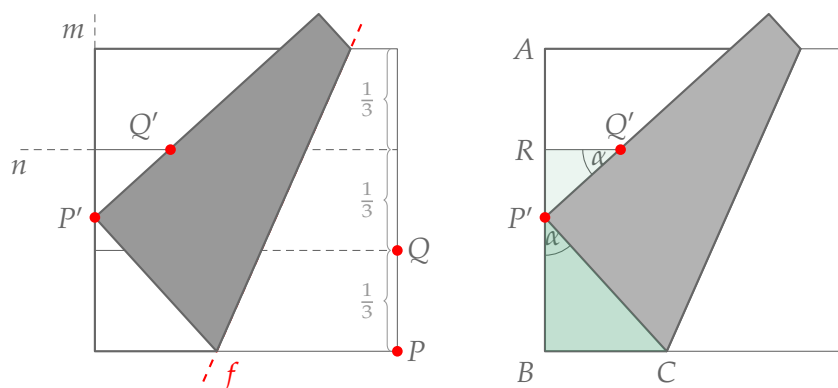 m
1/3
Q′
n
1/3
P′
Q
1/3
P
f
A
R
Q′
α
P′
α
B
C